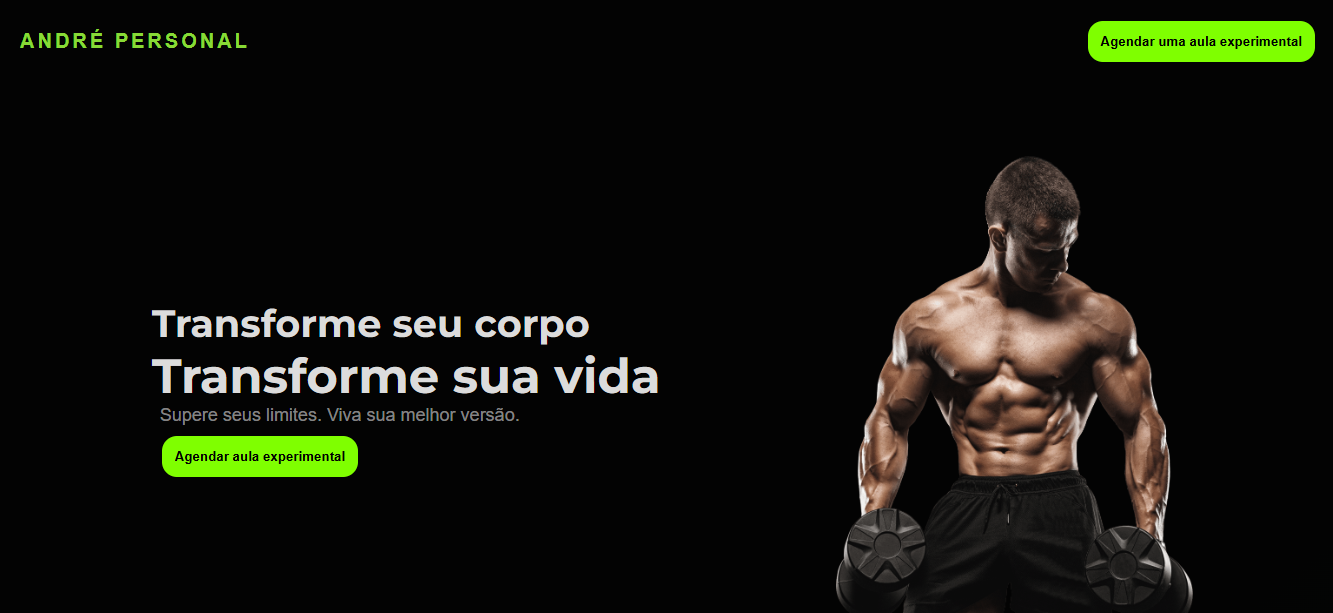 ANDRÉ PERSONAL
Agendar uma aula experimental
Transforme seu corpo
Transforme sua vida
Supere seus limites. Viva sua melhor versão.
Agendar aula experimental